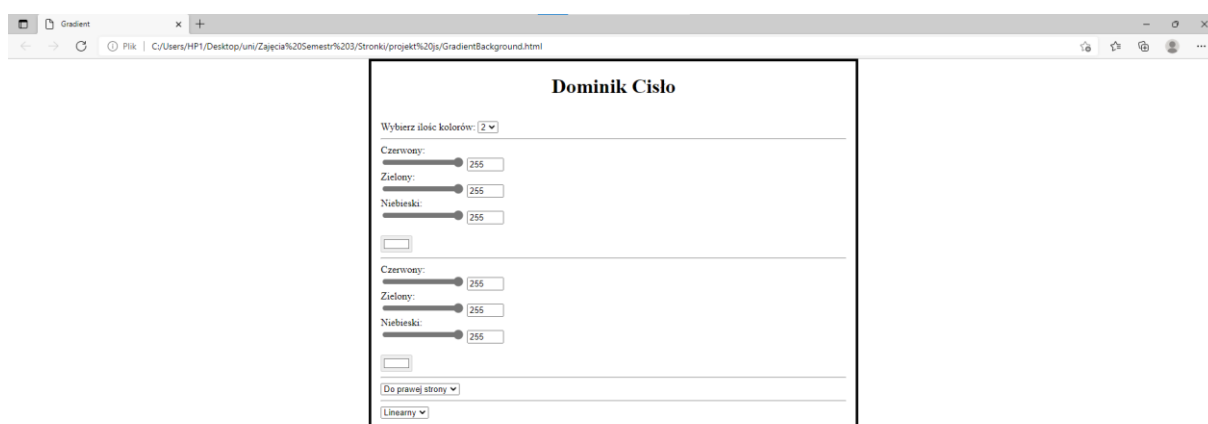 Gradient
Plik C:/Users/HP1/Desktop/uni/Zajęcia%20Semestr%203/Stronki/projekt%20js/GradientBackground.html
Dominik Cisło
Wybierz ilośc kolorów: 2
Czerwony:
255
Zielony:
255
Niebieski:
255
Czerwony:
255
Zielony:
255
Niebieski:
255
Do prawej strony
Linearny